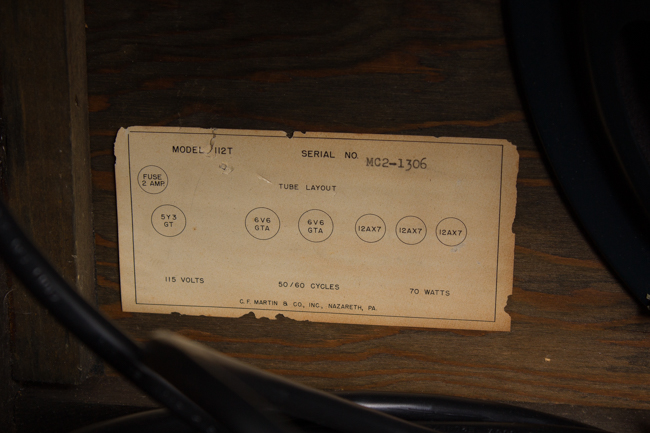 MODEL 112T SERIAL NO. MC2-1306
TUBE LAYOUT
FUSE
2 AMP.
5Y3
GT
6V6
GTA
6V6
GTA
12AX7
12AX7
12AX7
115 VOLTS 50/60 CYCLES 70 WATTS
C. F. MARTIN & CO., INC., NAZARETH, PA.